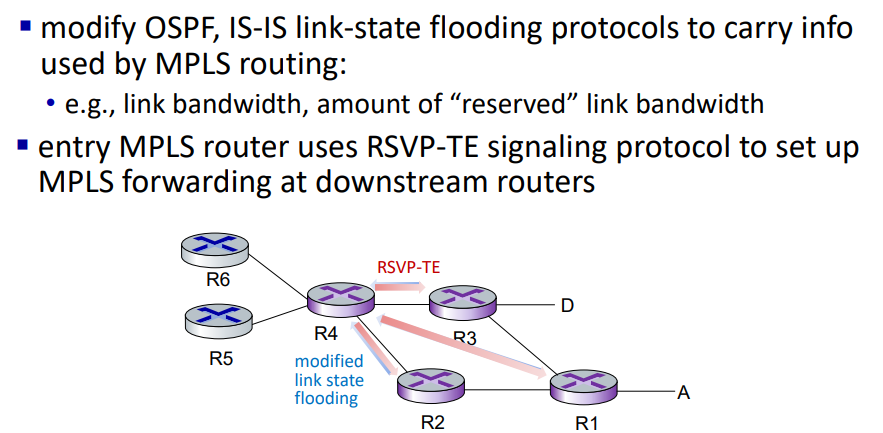 modify OSPF, IS-IS link-state flooding protocols to carry info
used by MPLS routing:
e.g., link bandwidth, amount of “reserved” link bandwidth
entry MPLS router uses RSVP-TE signaling protocol to set up
MPLS forwarding at downstream routers
RSVP-TE
R6
D
R4
R3
R5
modified
link state
flooding
A
R2
R1